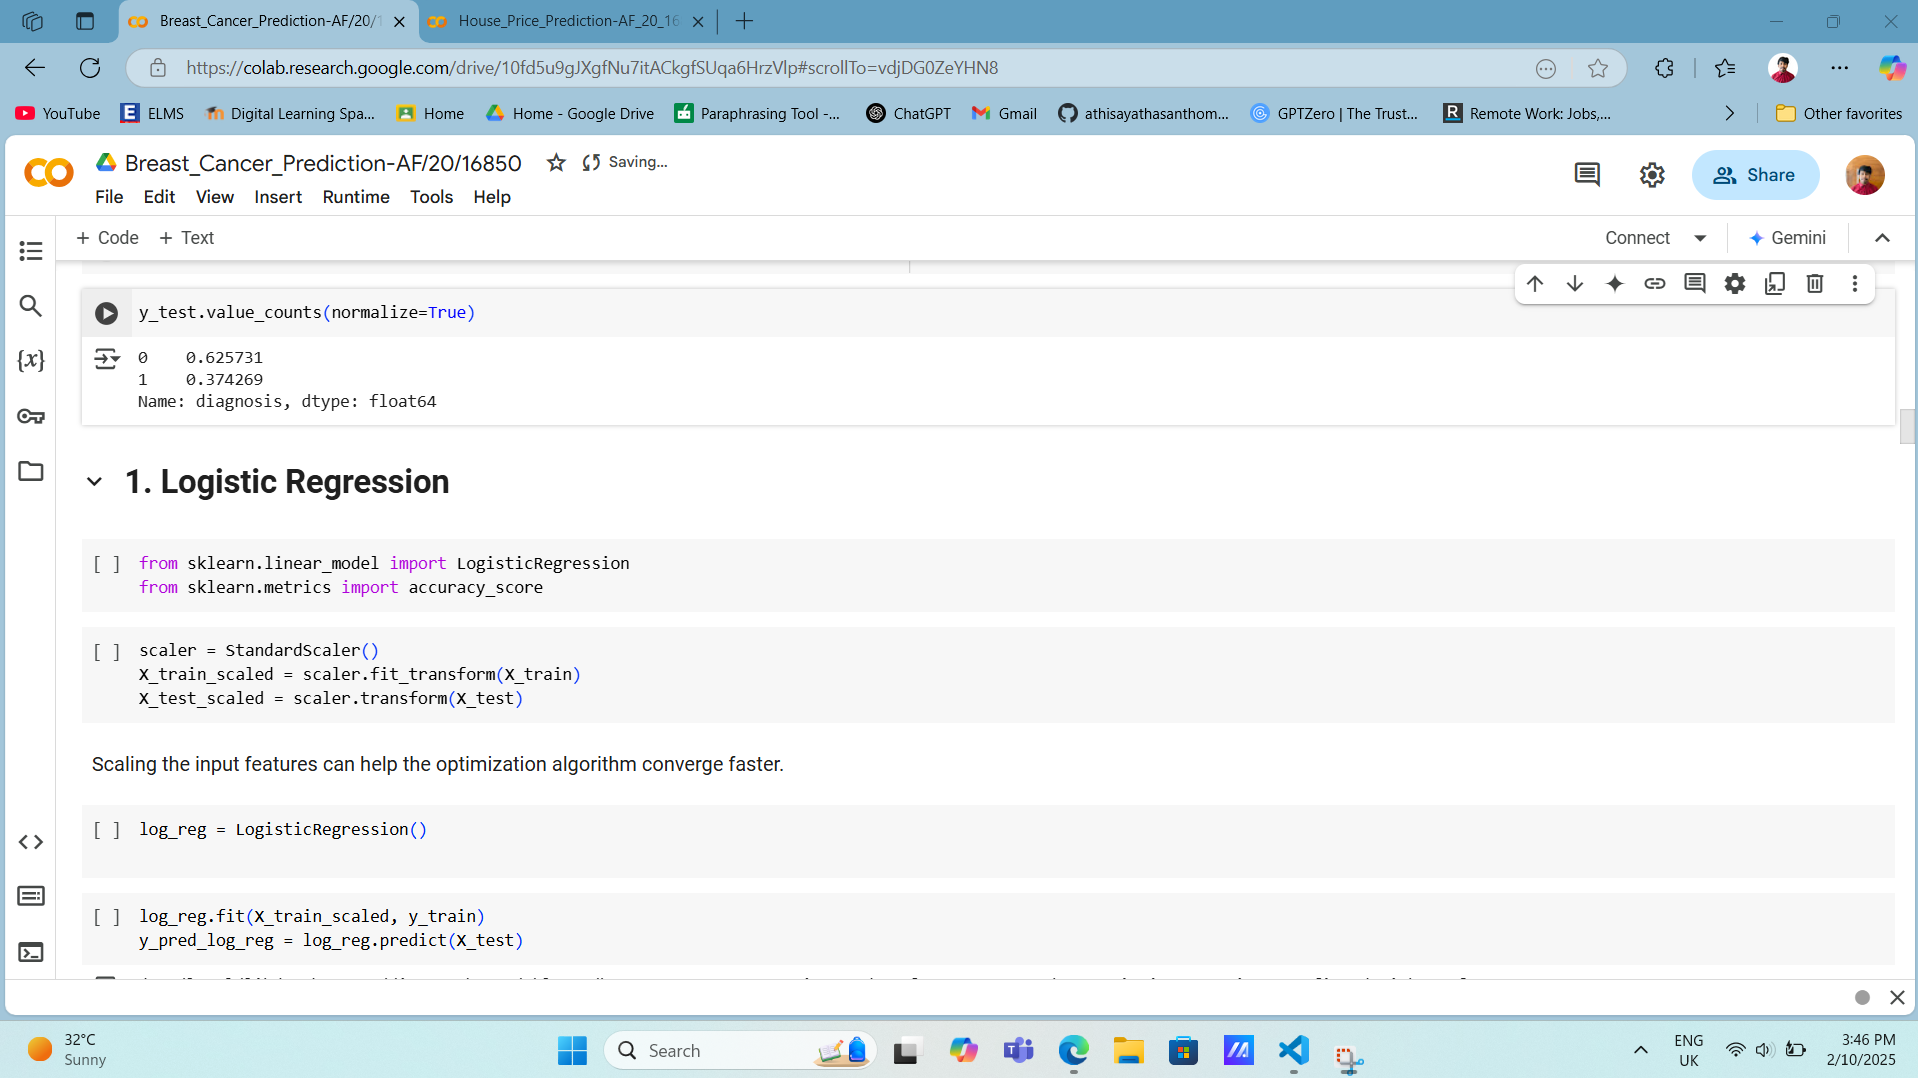 Breast_Cancer_Prediction-AF/20/1
House_Price_Prediction-AF_20_16
https://colab.research.google.com/drive/10fd5u9gJXgfNu7itACkgfSUqa6HrzVlp#scrollTo=vdjDG0ZeYHN8
YouTube
ELMS
Digital Learning Spa...
Home
Home - Google Drive
Paraphrasing Tool -...
ChatGPT
Gmail
athisayathasanthom...
GPTZero | The Trust...
Remote Work: Jobs,...
Other favorites
Breast_Cancer_Prediction-AF/20/16850
Saving...
File Edit View Insert Runtime Tools Help
Share
+ Code + Text
Connect
Gemini
y_test.value_counts(normalize=True)
0 0.625731
1 0.374269
Name: diagnosis, dtype: float64
1. Logistic Regression
[ ] from sklearn.linear_model import LogisticRegression
from sklearn.metrics import accuracy_score
[ ] scaler = StandardScaler()
X_train_scaled = scaler.fit_transform(X_train)
X_test_scaled = scaler.transform(X_test)
Scaling the input features can help the optimization algorithm converge faster.
[ ] log_reg = LogisticRegression()
[ ] log_reg.fit(X_train_scaled, y_train)
y_pred_log_reg = log_reg.predict(X_test)
32°C
Sunny
Search
ENG
UK
3:46 PM
2/10/2025